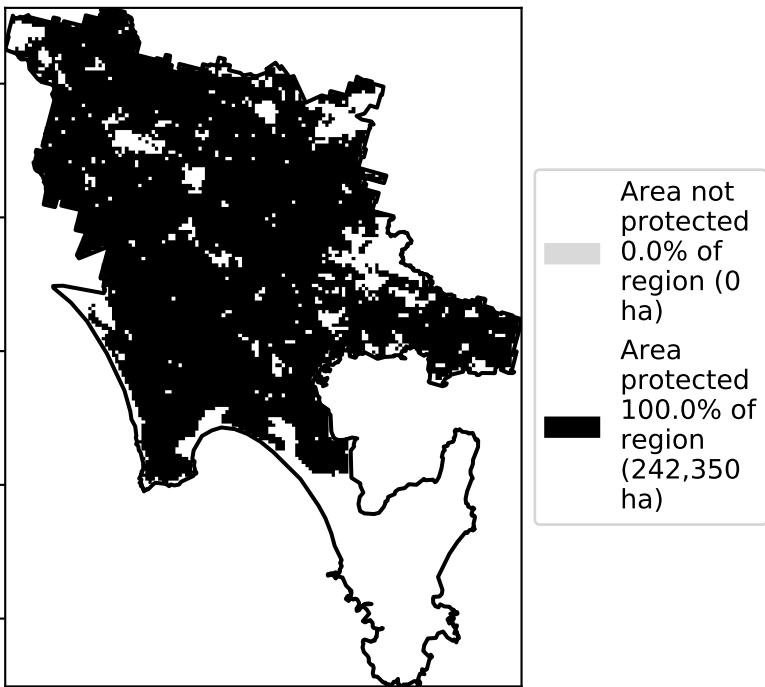 Area not
protected
0.0% of
region (0
ha)
Area
protected
100.0% of
region
(242,350
ha)